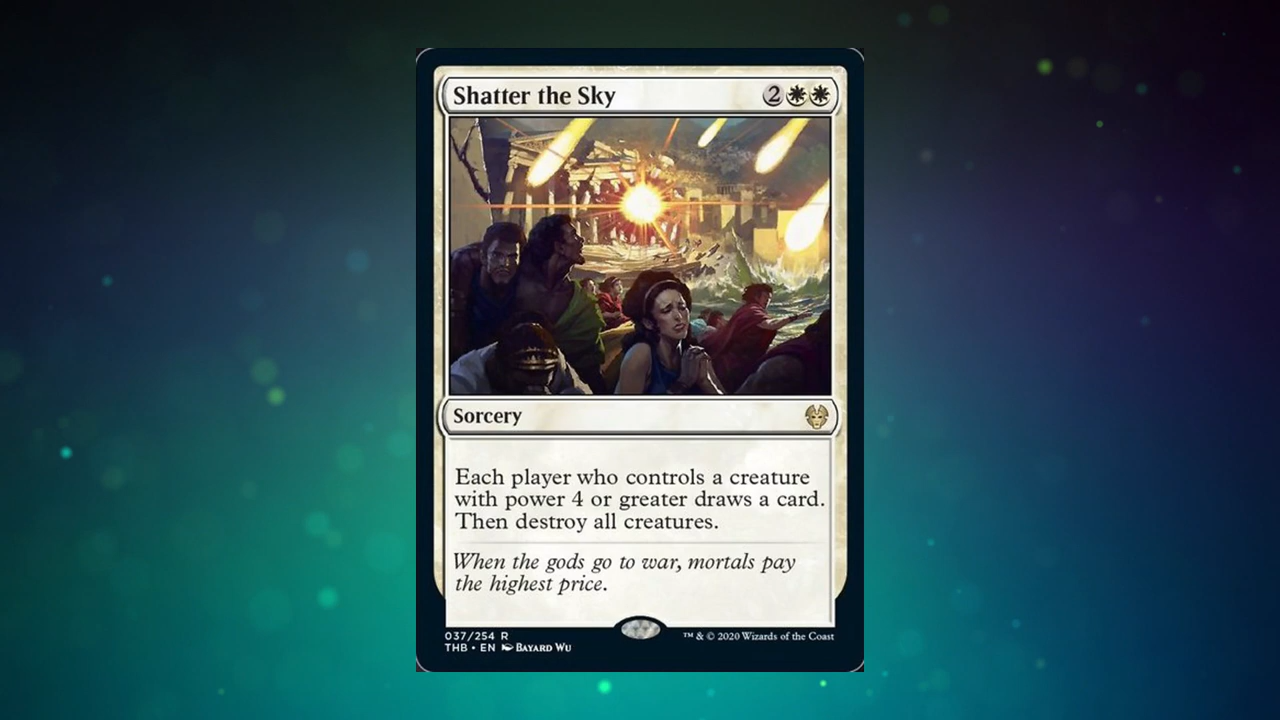 Shatter the Sky 2
Sorcery
Each player who controls a creature
with power 4 or greater draws a card.
Then destroy all creatures.
When the gods go to war, mortals pay
the highest price.
037/254 R
THB • EN Bayard Wu
™ & © 2020 Wizards of the Coast